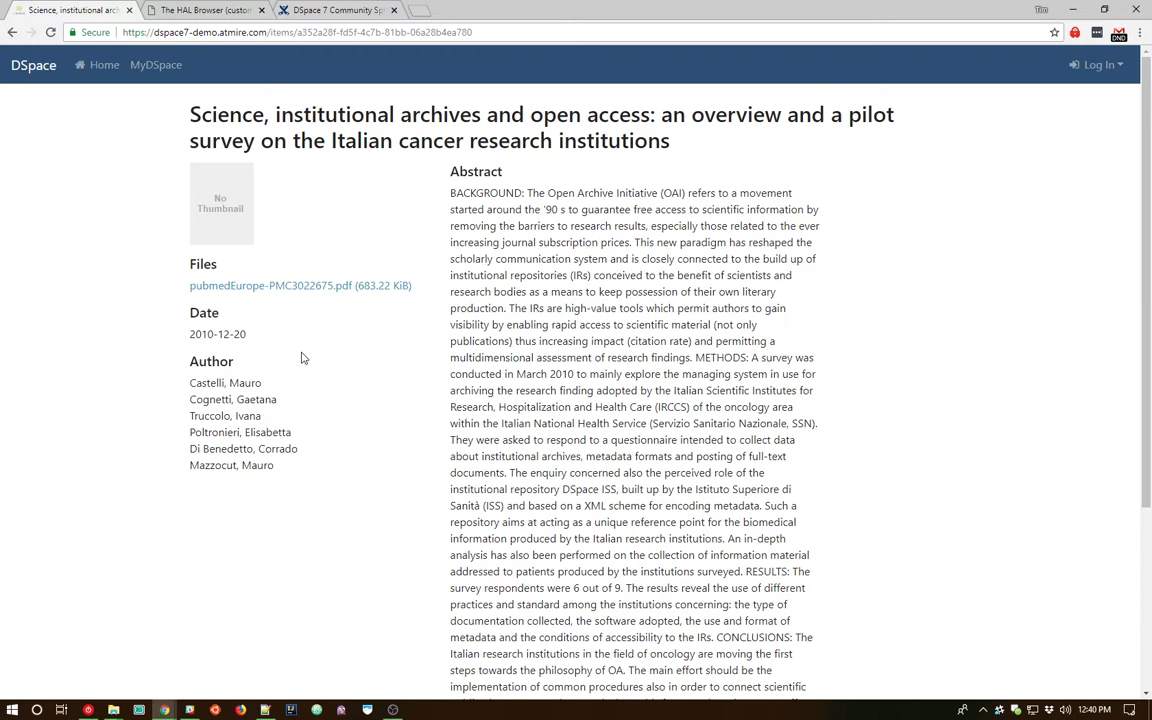 Science, institutional arch
The HAL Browser (custom
DSpace 7 Community Spr
Tim
Secure
https://dspace7-demo.atmire.com/items/a352a28f-fd5f-4c7b-81bb-06a28b4ea780
DND
DSpace
Home
MyDSpace
Log In
Science, institutional archives and open access: an overview and a pilot
survey on the Italian cancer research institutions
No
Thumbnail
Files
pubmedEurope-PMC3022675.pdf (683.22 KiB)
Date
2010-12-20
Author
Castelli, Mauro
Cognetti, Gaetana
Truccolo, Ivana
Poltronieri, Elisabetta
Di Benedetto, Corrado
Mazzocut, Mauro
Abstract
BACKGROUND: The Open Archive Initiative (OAI) refers to a movement
started around the '90 s to guarantee free access to scientific information by
removing the barriers to research results, especially those related to the ever
increasing journal subscription prices. This new paradigm has reshaped the
scholarly communication system and is closely connected to the build up of
institutional repositories (IRs) conceived to the benefit of scientists and
research bodies as a means to keep possession of their own literary
production. The IRs are high-value tools which permit authors to gain
visibility by enabling rapid access to scientific material (not only
publications) thus increasing impact (citation rate) and permitting a
multidimensional assessment of research findings. METHODS: A survey was
conducted in March 2010 to mainly explore the managing system in use for
archiving the research finding adopted by the Italian Scientific Institutes for
Research, Hospitalization and Health Care (IRCCS) of the oncology area
within the Italian National Health Service (Servizio Sanitario Nazionale, SSN).
They were asked to respond to a questionnaire intended to collect data
about institutional archives, metadata formats and posting of full-text
documents. The enquiry concerned also the perceived role of the
institutional repository DSpace ISS, built up by the Istituto Superiore di
Sanità (ISS) and based on a XML scheme for encoding metadata. Such a
repository aims at acting as a unique reference point for the biomedical
information produced by the Italian research institutions. An in-depth
analysis has also been performed on the collection of information material
addressed to patients produced by the institutions surveyed. RESULTS: The
survey respondents were 6 out of 9. The results reveal the use of different
practices and standard among the institutions concerning: the type of
documentation collected, the software adopted, the use and format of
metadata and the conditions of accessibility to the IRs. CONCLUSIONS: The
Italian research institutions in the field of oncology are moving the first
steps towards the philosophy of OA. The main effort should be the
implementation of common procedures also in order to connect scientific
12:40 PM